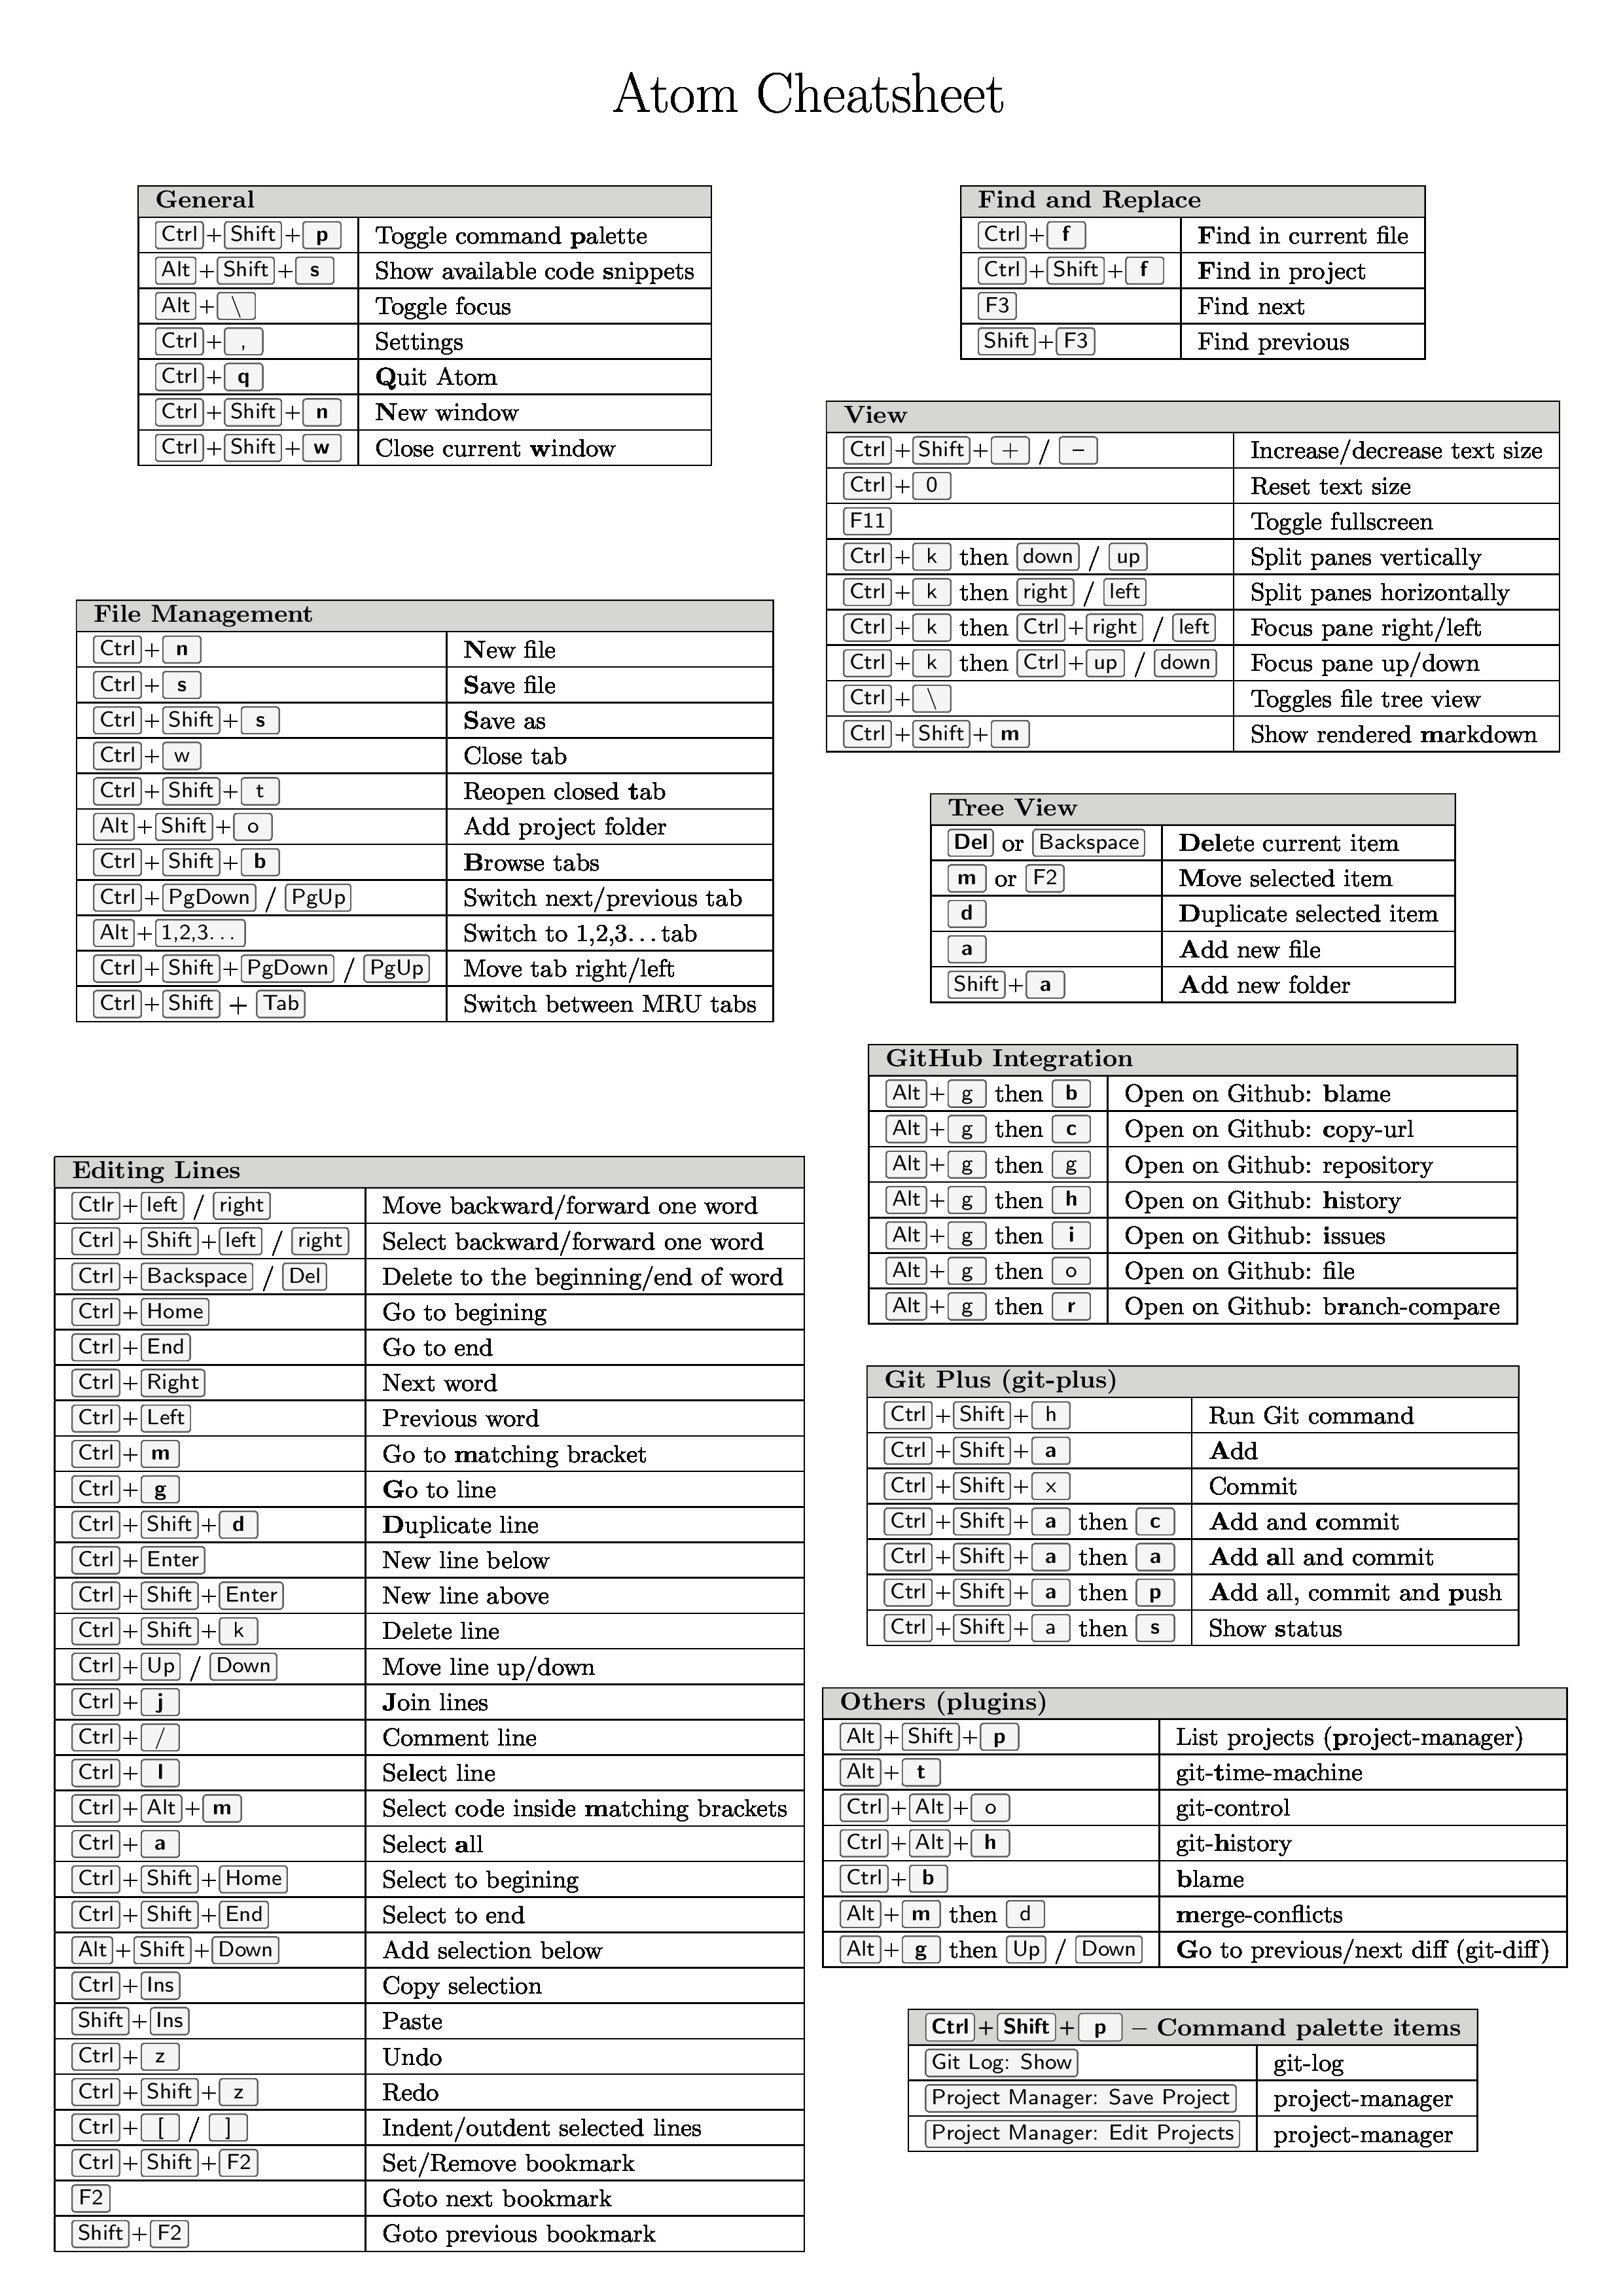 Atom Cheatsheet
General
Ctrl+Shift+p Toggle command palette
Alt+Shift+s Show available code snippets
Alt+\ Toggle focus
Ctrl+, Settings
Ctrl+q Quit Atom
Ctrl+Shift+n New window
Ctrl+Shift+w Close current window
File Management
Ctrl+n New file
Ctrl+s Save file
Ctrl+Shift+s Save as
Ctrl+w Close tab
Ctrl+Shift+t Reopen closed tab
Alt+Shift+o Add project folder
Ctrl+Shift+b Browse tabs
Ctrl+PgDown / PgUp Switch next/previous tab
Alt+1,2,3... Switch to 1,2,3...tab
Ctrl+Shift+PgDown / PgUp Move tab right/left
Ctrl+Shift + Tab Switch between MRU tabs
Editing Lines
Ctlr+left / right Move backward/forward one word
Ctrl+Shift+left / right Select backward/forward one word
Ctrl+Backspace / Del Delete to the beginning/end of word
Ctrl+Home Go to begining
Ctrl+End Go to end
Ctrl+Right Next word
Ctrl+Left Previous word
Ctrl+m Go to matching bracket
Ctrl+g Go to line
Ctrl+Shift+d Duplicate line
Ctrl+Enter New line below
Ctrl+Shift+Enter New line above
Ctrl+Shift+k Delete line
Ctrl+Up / Down Move line up/down
Ctrl+j Join lines
Ctrl+/ Comment line
Ctrl+l Select line
Ctrl+Alt+m Select code inside matching brackets
Ctrl+a Select all
Ctrl+Shift+Home Select to begining
Ctrl+Shift+End Select to end
Alt+Shift+Down Add selection below
Ctrl+Ins Copy selection
Shift+Ins Paste
Ctrl+z Undo
Ctrl+Shift+z Redo
Ctrl+[ / ] Indent/outdent selected lines
Ctrl+Shift+F2 Set/Remove bookmark
F2 Goto next bookmark
Shift+F2 Goto previous bookmark
Find and Replace
Ctrl+f Find in current file
Ctrl+Shift+f Find in project
F3 Find next
Shift+F3 Find previous
View
Ctrl+Shift++ / − Increase/decrease text size
Ctrl+0 Reset text size
F11 Toggle fullscreen
Ctrl+k then down / up Split panes vertically
Ctrl+k then right / left Split panes horizontally
Ctrl+k then Ctrl+right / left Focus pane right/left
Ctrl+k then Ctrl+up / down Focus pane up/down
Ctrl+\ Toggles file tree view
Ctrl+Shift+m Show rendered markdown
Tree View
Del or Backspace Delete current item
m or F2 Move selected item
d Duplicate selected item
a Add new file
Shift+a Add new folder
GitHub Integration
Alt+g then b Open on Github: blame
Alt+g then c Open on Github: copy-url
Alt+g then g Open on Github: repository
Alt+g then h Open on Github: history
Alt+g then i Open on Github: issues
Alt+g then o Open on Github: file
Alt+g then r Open on Github: branch-compare
Git Plus (git-plus)
Ctrl+Shift+h Run Git command
Ctrl+Shift+a Add
Ctrl+Shift+x Commit
Ctrl+Shift+a then c Add and commit
Ctrl+Shift+a then a Add all and commit
Ctrl+Shift+a then p Add all, commit and push
Ctrl+Shift+a then s Show status
Others (plugins)
Alt+Shift+p List projects (project-manager)
Alt+t git-time-machine
Ctrl+Alt+o git-control
Ctrl+Alt+h git-history
Ctrl+b blame
Alt+m then d merge-conflicts
Alt+g then Up / Down Go to previous/next diff (git-diff)
Ctrl+Shift+p – Command palette items
Git Log: Show git-log
Project Manager: Save Project project-manager
Project Manager: Edit Projects project-manager